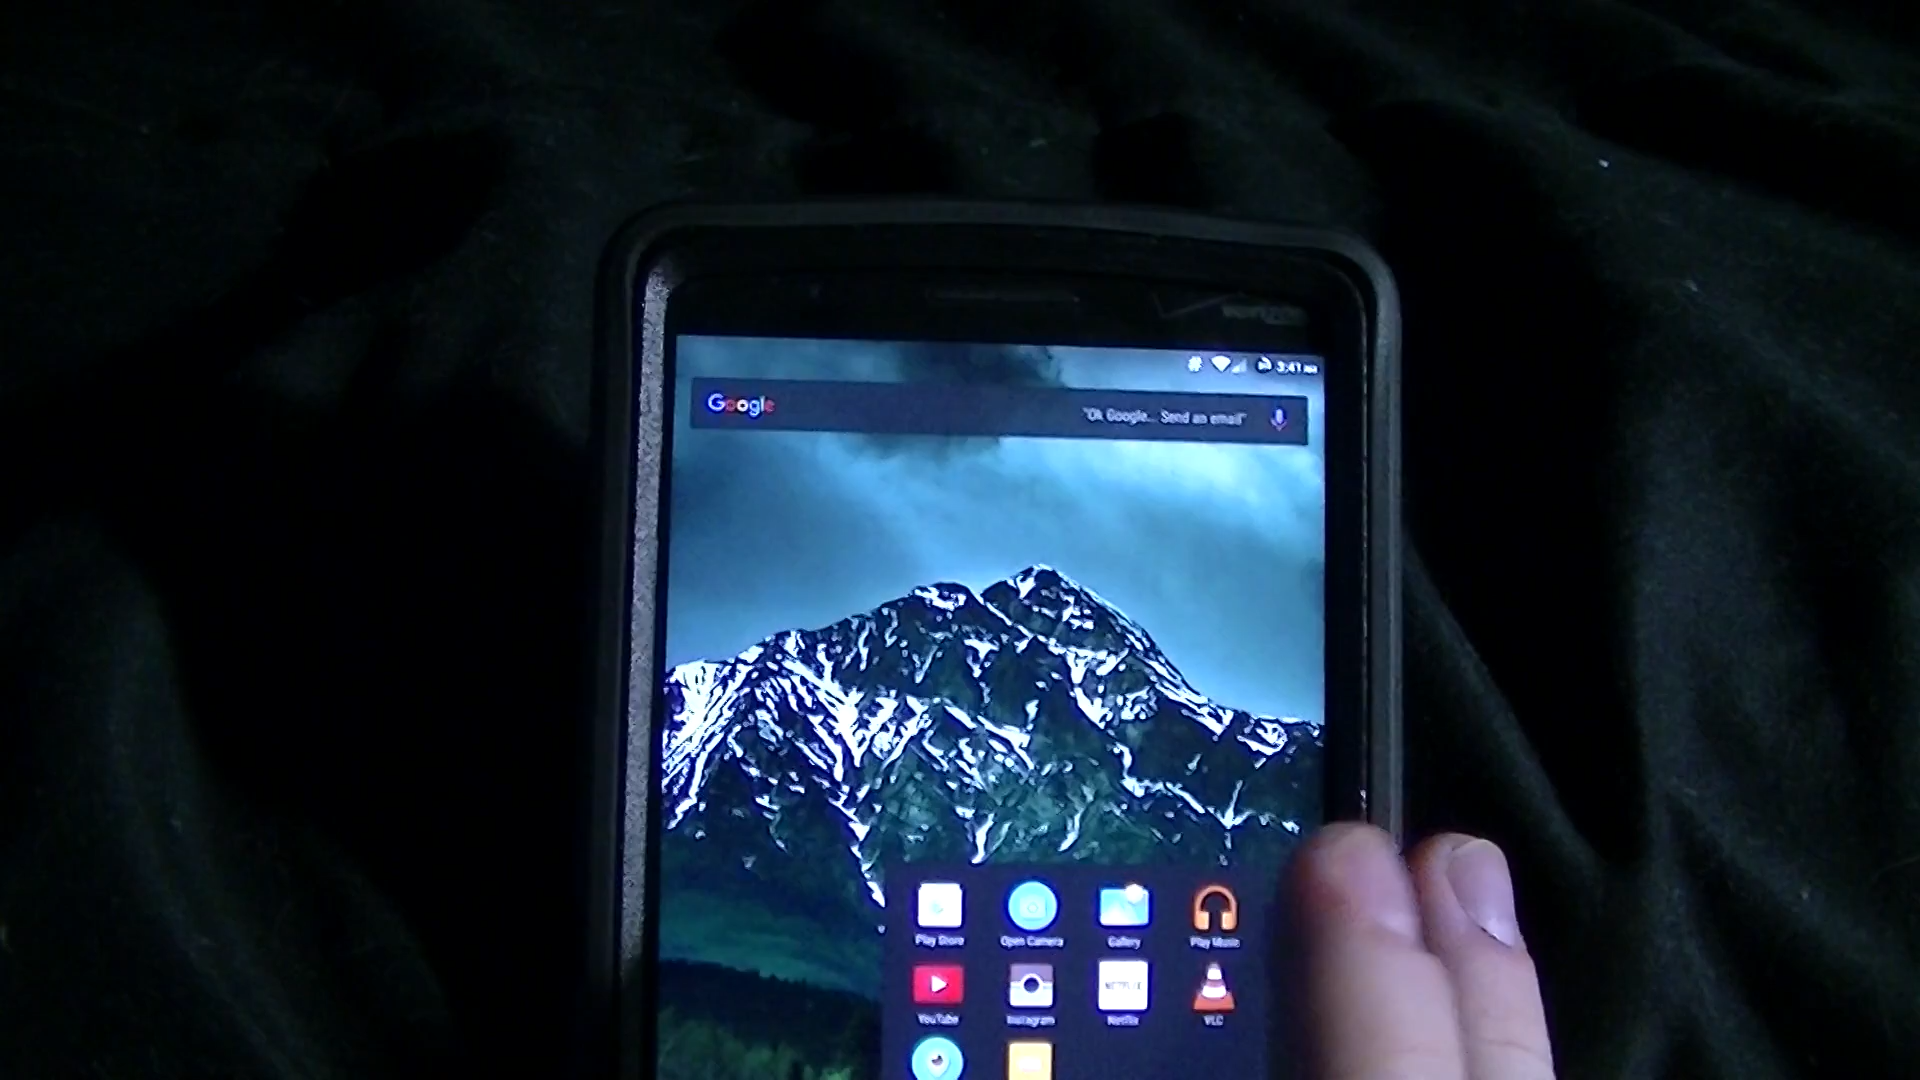 verizon
3:41 AM
Google
"Ok Google... Send an email"
Play Store
Open Camera
Gallery
Play Music
YouTube
Instagram
NETFLIX
Netflix
VLC